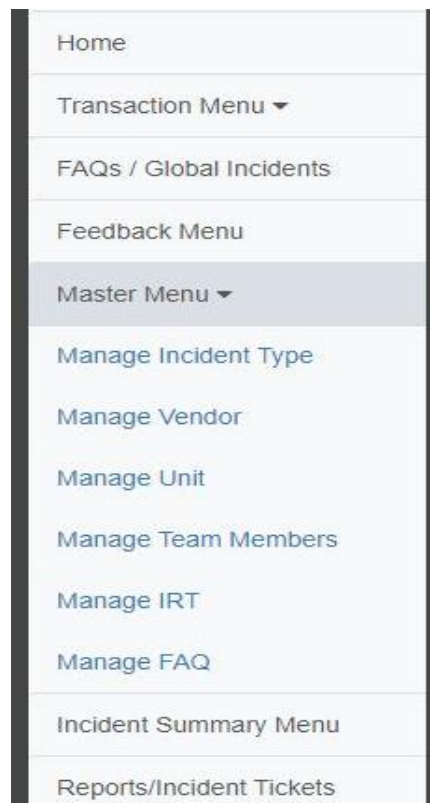 Home
Transaction Menu
FAQs / Global Incidents
Feedback Menu
Master Menu
Manage Incident Type
Manage Vendor
Manage Unit
Manage Team Members
Manage IRT
Manage FAQ
Incident Summary Menu
Reports/Incident Tickets